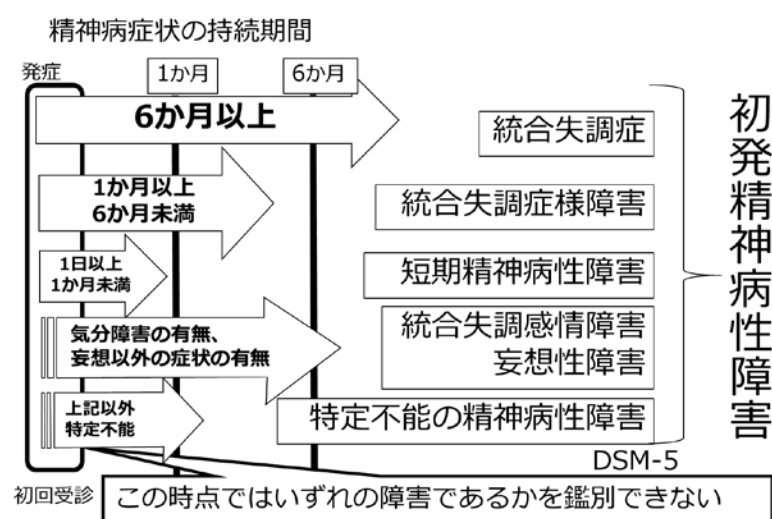 精神病症状の持続期間
発症
1か月
6か月
6か月以上
統合失調症
1か月以上
6か月未満
統合失調症様障害
1日以上
1か月未満
短期精神病性障害
気分障害の有無、
妄想以外の症状の有無
統合失調感情障害
妄想性障害
上記以外
特定不能
特定不能の精神病性障害
初発精神病性障害
DSM-5
初回受診
この時点ではいずれの障害であるかを鑑別できない